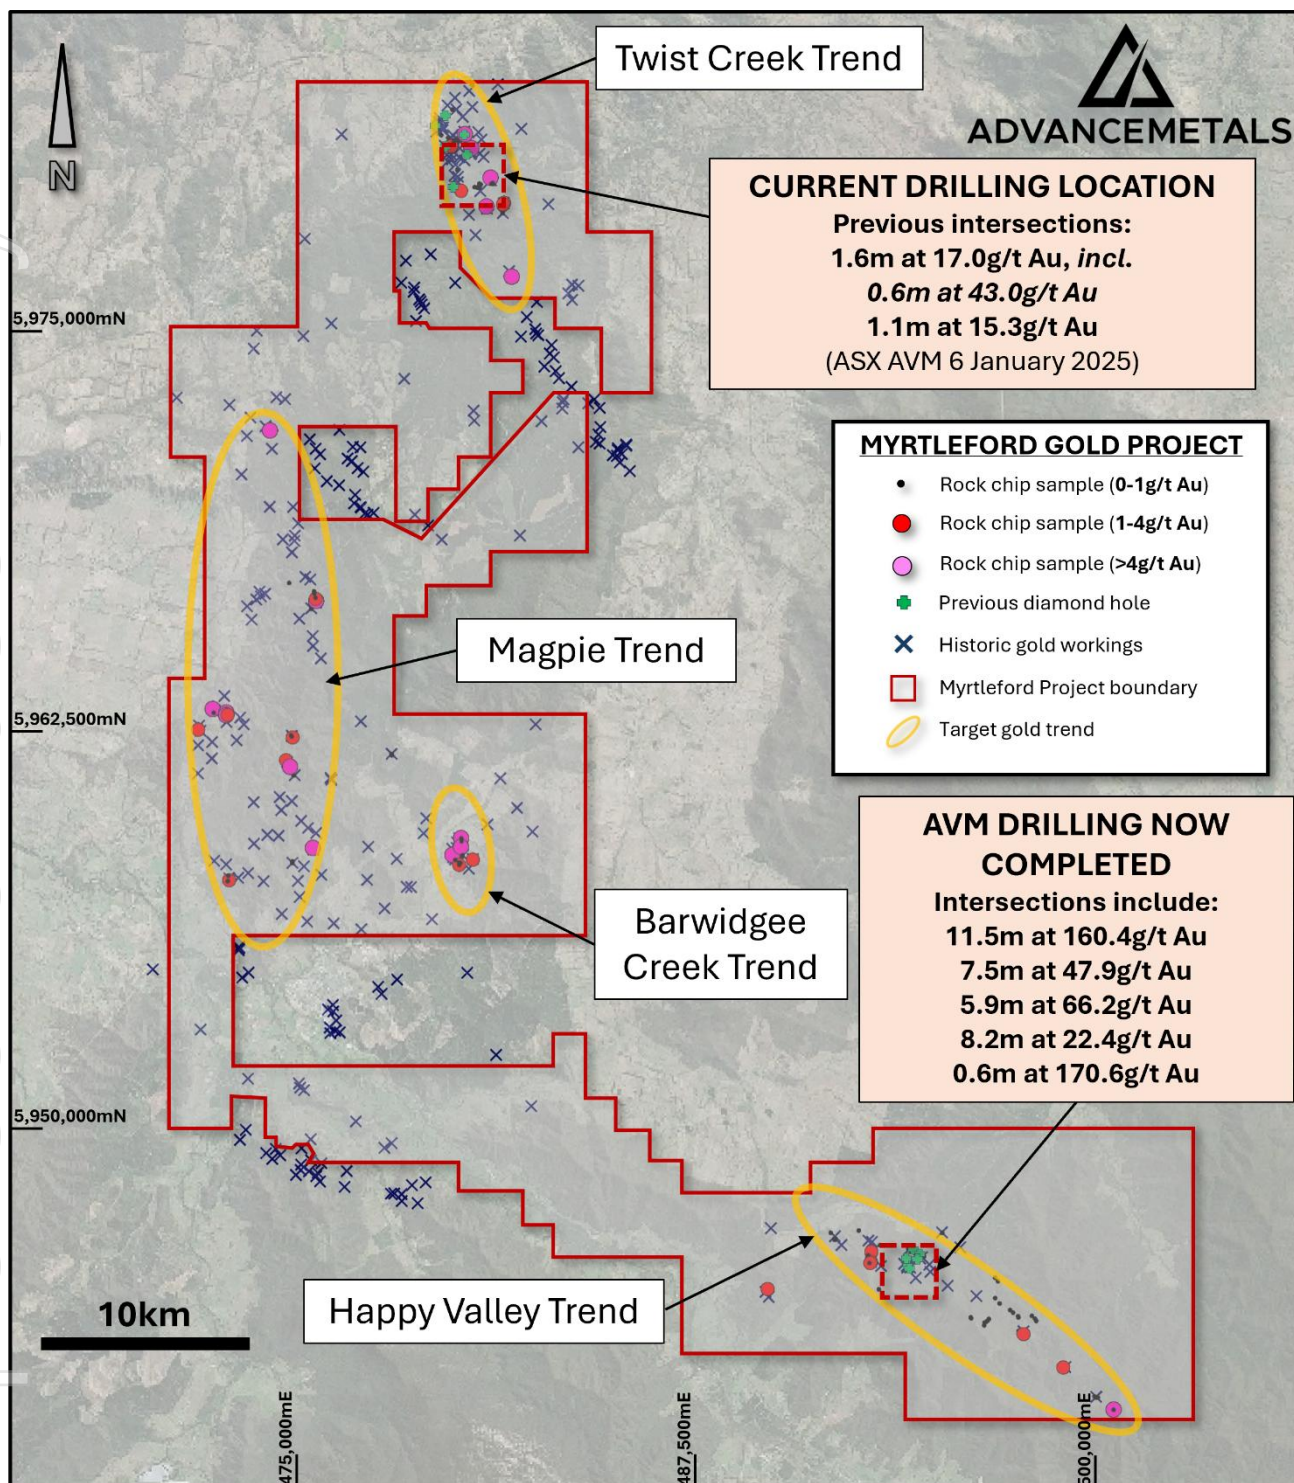 Twist Creek Trend
N
ADVANCEMETALS
CURRENT DRILLING LOCATION
Previous intersections:
1.6m at 17.0g/t Au, incl.
0.6m at 43.0g/t Au
1.1m at 15.3g/t Au
(ASX AVM 6 January 2025)
5,975,000mN
MYRTLEFORD GOLD PROJECT
Rock chip sample (0-1g/t Au)
Rock chip sample (1-4g/t Au)
Rock chip sample (>4g/t Au)
Previous diamond hole
Historic gold workings
Myrtleford Project boundary
Target gold trend
Magpie Trend
5,962,500mN
AVM DRILLING NOW
COMPLETED
Intersections include:
11.5m at 160.4g/t Au
7.5m at 47.9g/t Au
5.9m at 66.2g/t Au
8.2m at 22.4g/t Au
0.6m at 170.6g/t Au
Barwidgee
Creek Trend
5,950,000mN
Happy Valley Trend
10km
475,000mE
487,500mE
500,000mE